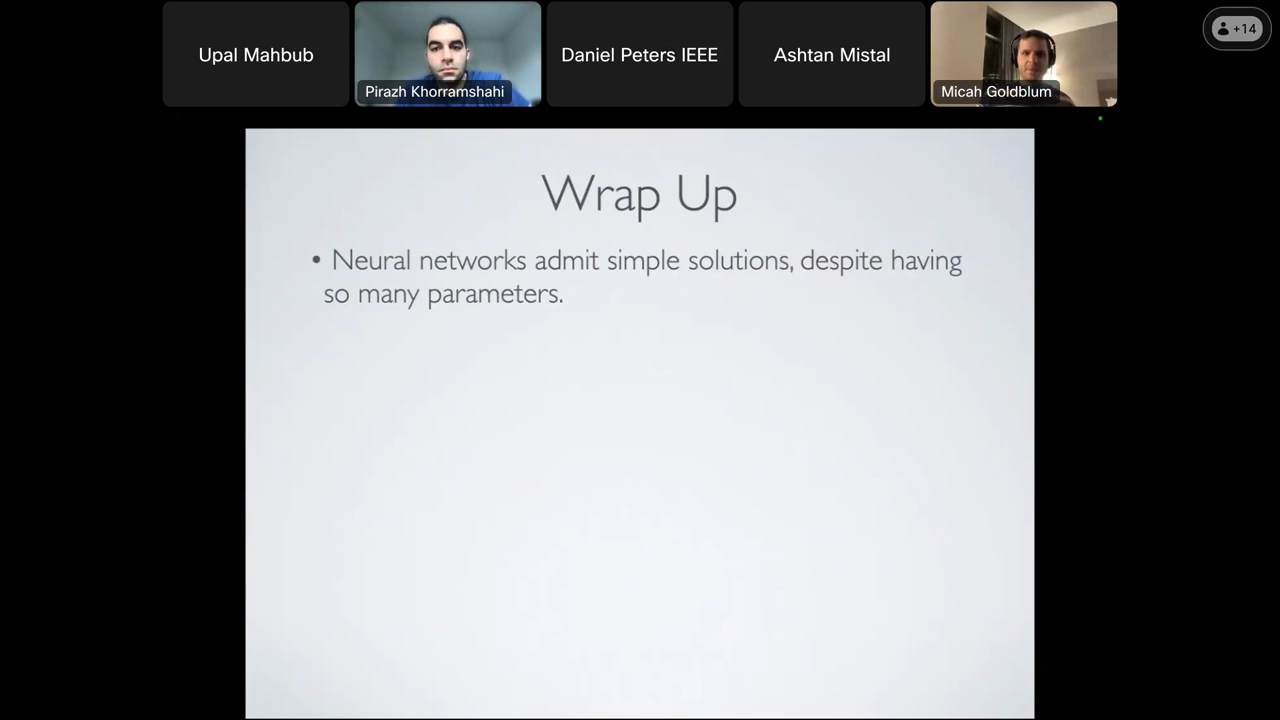 Upal Mahbub
Pirazh Khorramshahi
Daniel Peters IEEE
Ashtan Mistal
Micah Goldblum
+14
Wrap Up
• Neural networks admit simple solutions, despite having
so many parameters.